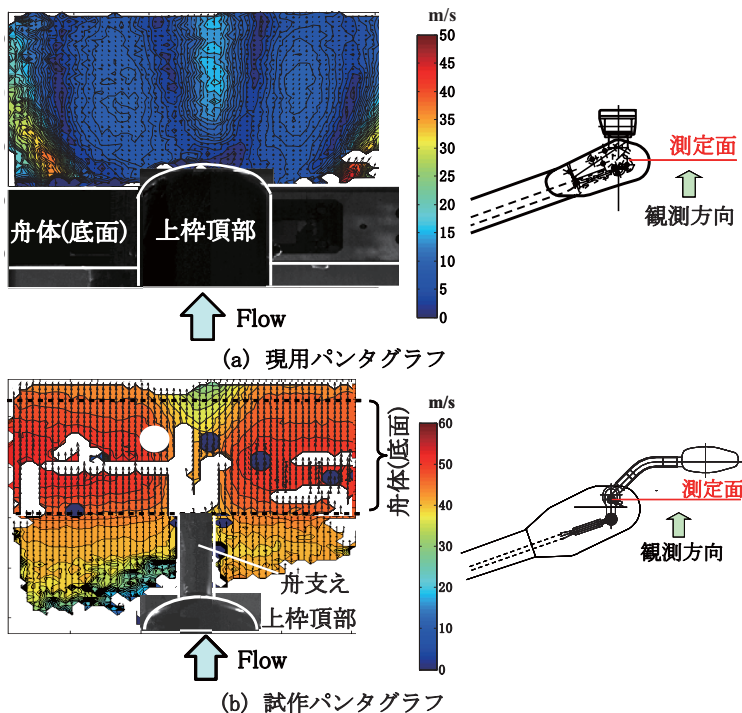 m/s
50
45
40
35
30
25
20
15
10
5
0
舟体(底面)
上枠頂部
測定面
観測方向
Flow
(a) 現用パンタグラフ
m/s
60
50
40
30
20
10
0
舟体(底面)
舟支え
上枠頂部
測定面
観測方向
Flow
(b) 試作パンタグラフ